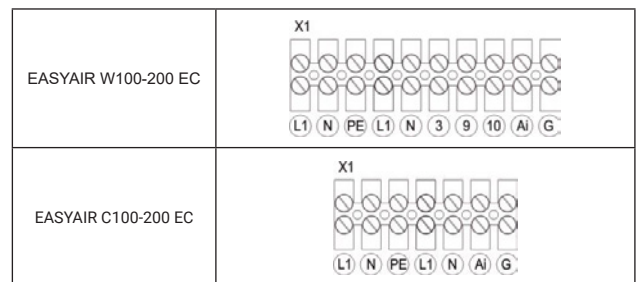 X1
EASYAIR W100-200 EC
L1 N PE L1 N 3 9 10 Ai G
X1
EASYAIR C100-200 EC
L1 N PE L1 N Ai G